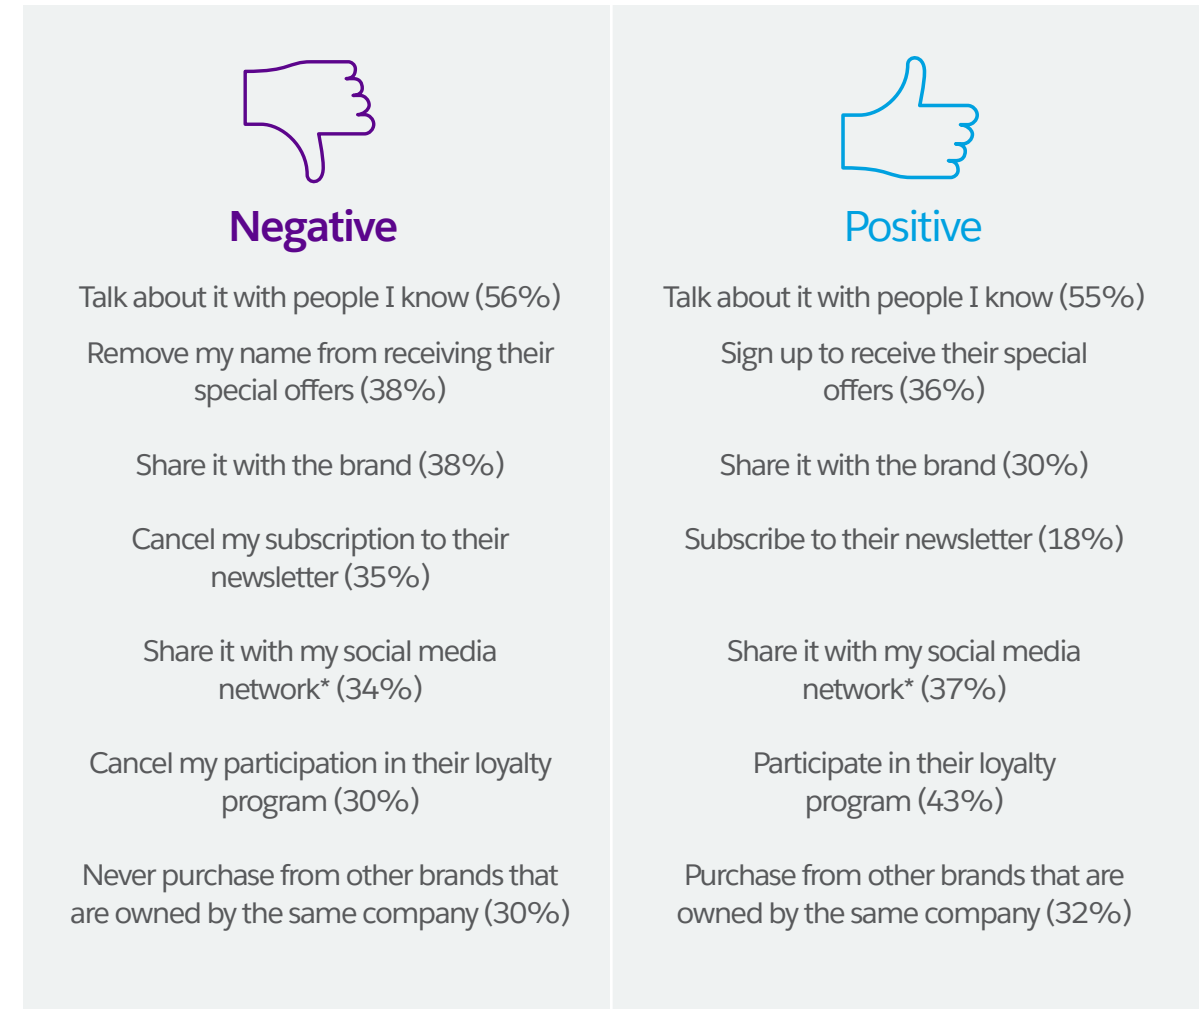 Negative
Talk about it with people I know (56%)
Remove my name from receiving their
special offers (38%)
Share it with the brand (38%)
Cancel my subscription to their
newsletter (35%)
Share it with my social media
network* (34%)
Cancel my participation in their loyalty
program (30%)
Never purchase from other brands that
are owned by the same company (30%)
Positive
Talk about it with people I know (55%)
Sign up to receive their special
offers (36%)
Share it with the brand (30%)
Subscribe to their newsletter (18%)
Share it with my social media
network* (37%)
Participate in their loyalty
program (43%)
Purchase from other brands that are
owned by the same company (32%)